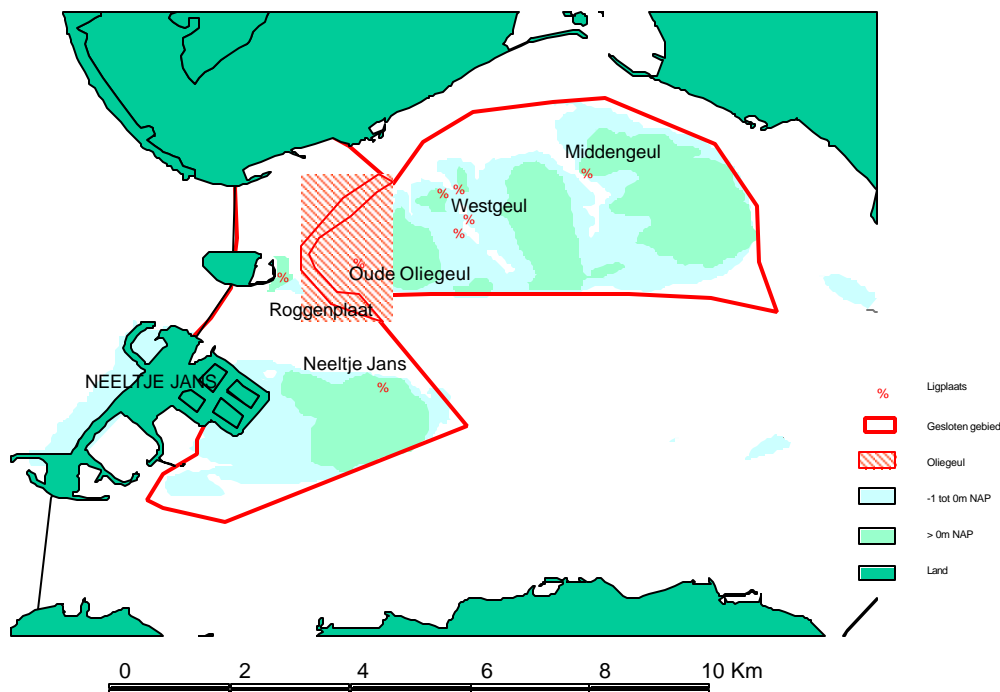 Middengeul
%
%
%
Westgeul
%
%
%
Oude Oliegeul
%
Roggenplaat
Neeltje Jans
NEELTJE JANS
%
% Ligplaats
Gesloten gebied
Oliegeul
-1 tot 0m NAP
> 0m NAP
Land
0 2 4 6 8 10 Km